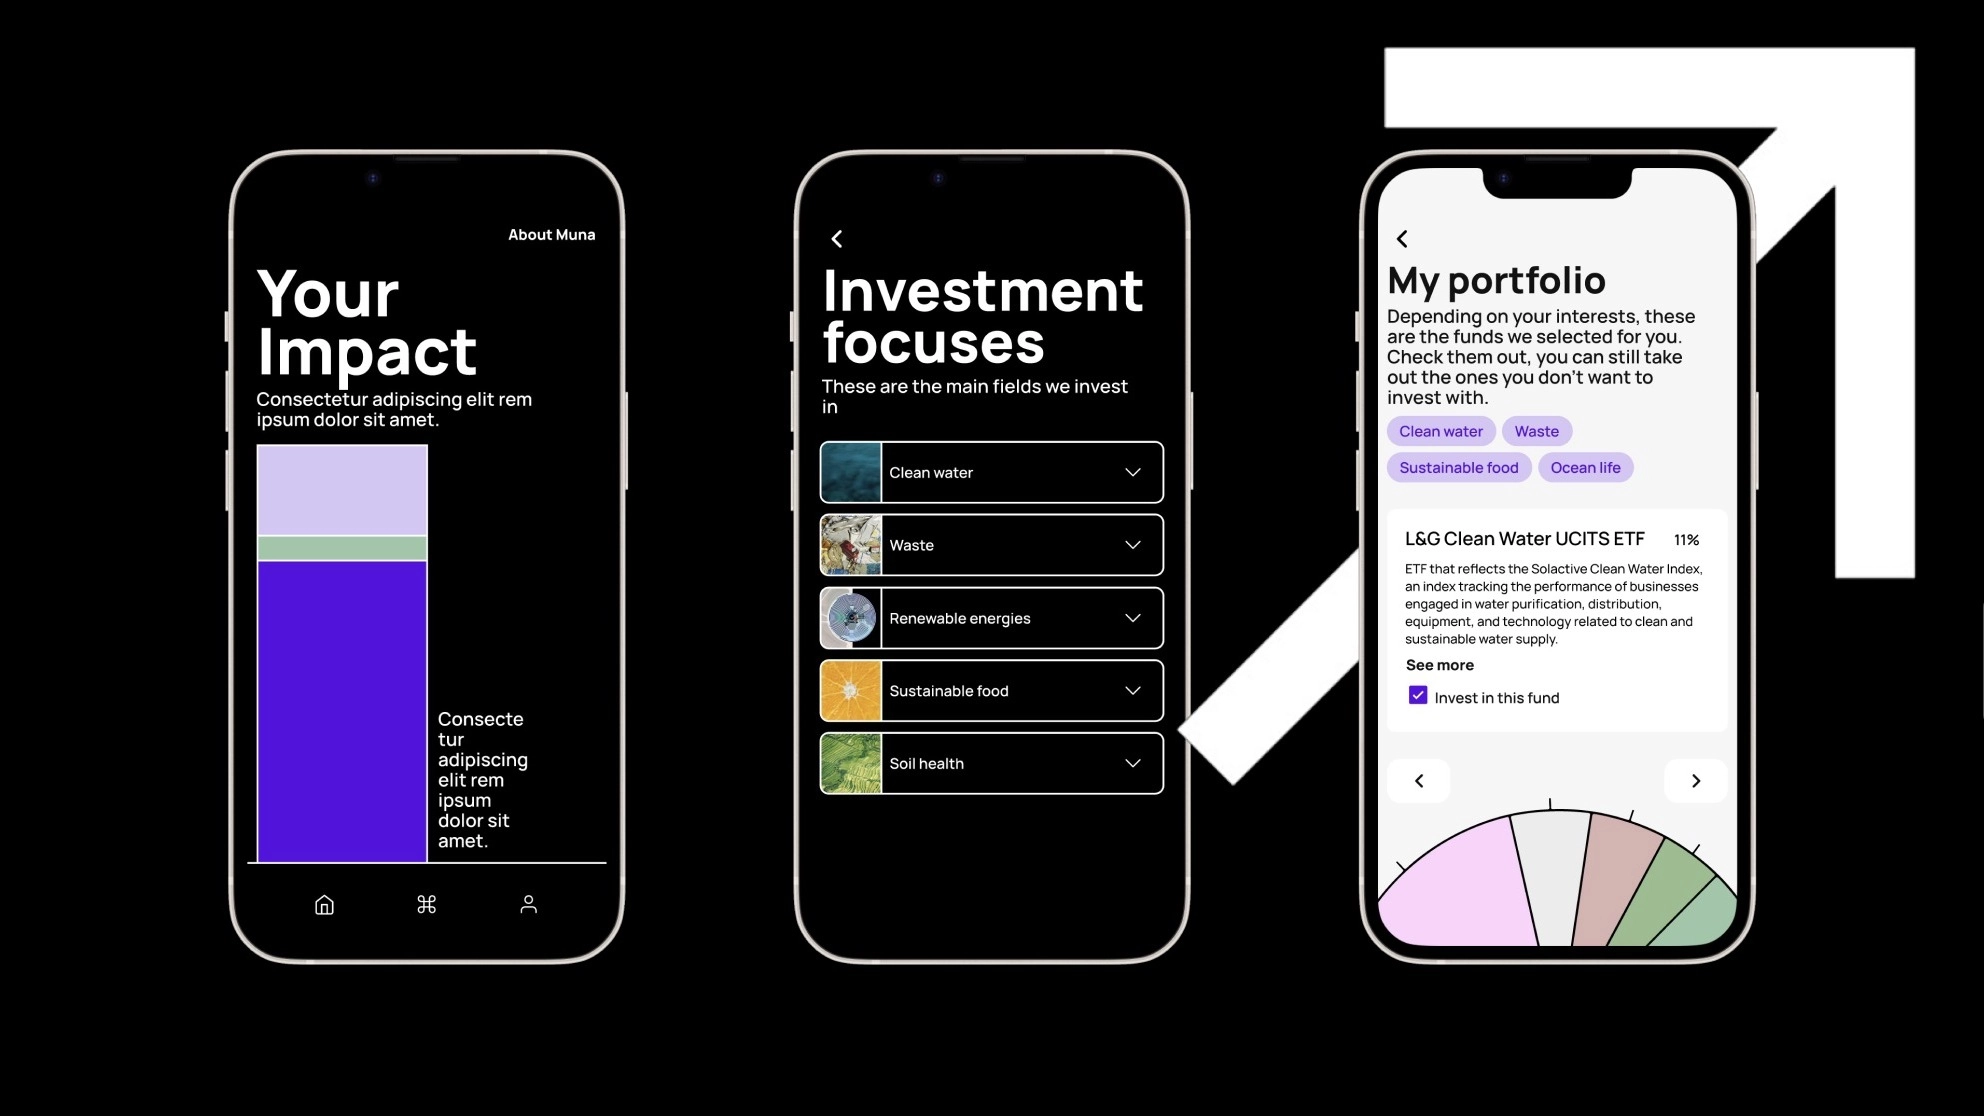 About Muna
Your
Impact
Consectetur adipiscing elit rem
ipsum dolor sit amet.
Consecte
tur
adipiscing
elit rem
ipsum
dolor sit
amet.
Investment
focuses
These are the main fields we invest
in
Clean water
Waste
Renewable energies
Sustainable food
Soil health
My portfolio
Depending on your interests, these
are the funds we selected for you.
Check them out, you can still take
out the ones you don't want to
invest with.
Clean water Waste
Sustainable food Ocean life
L&G Clean Water UCITS ETF 11%
ETF that reflects the Solactive Clean Water Index,
an index tracking the performance of businesses
engaged in water purification, distribution,
equipment, and technology related to clean and
sustainable water supply.
See more
Invest in this fund